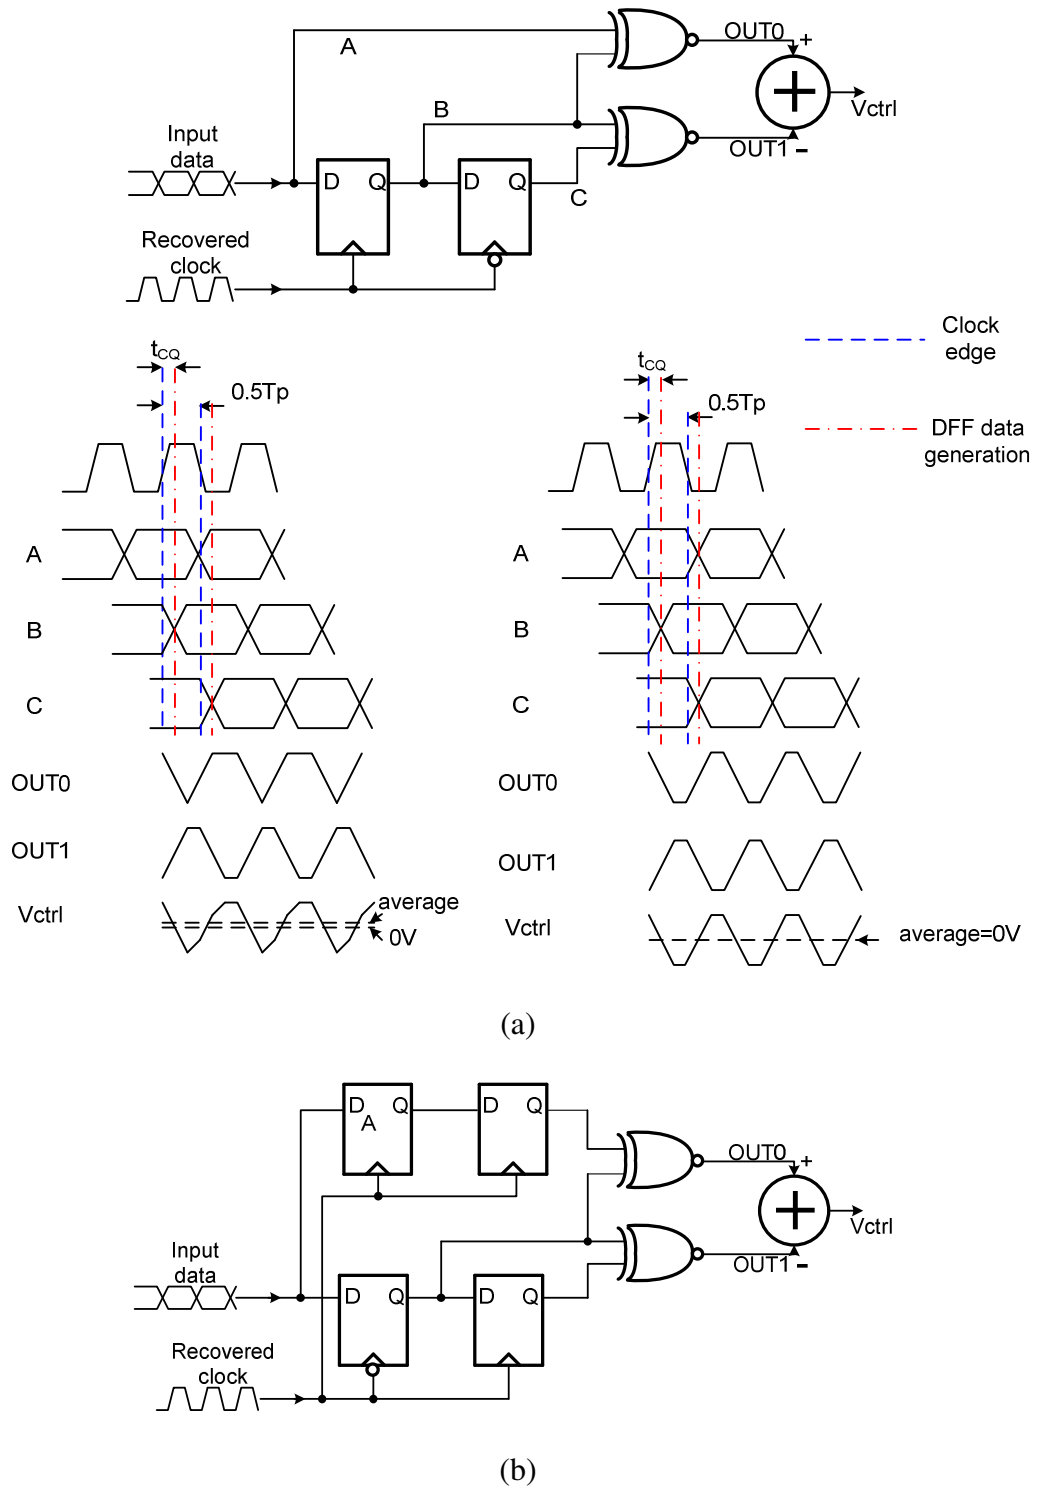 A
OUT0
+
B
Vctrl
Input
data
OUT1 -
D Q
D Q
C
Recovered
clock
tCQ
0.5Tp
tCQ
0.5Tp
Clock
edge
DFF data
generation
A
A
B
B
C
C
OUT0
OUT0
OUT1
OUT1
Vctrl
average
0V
Vctrl
average=0V
(a)
D Q
A
D Q
OUT0
+
Vctrl
Input
data
OUT1 -
D Q
D Q
Recovered
clock
(b)